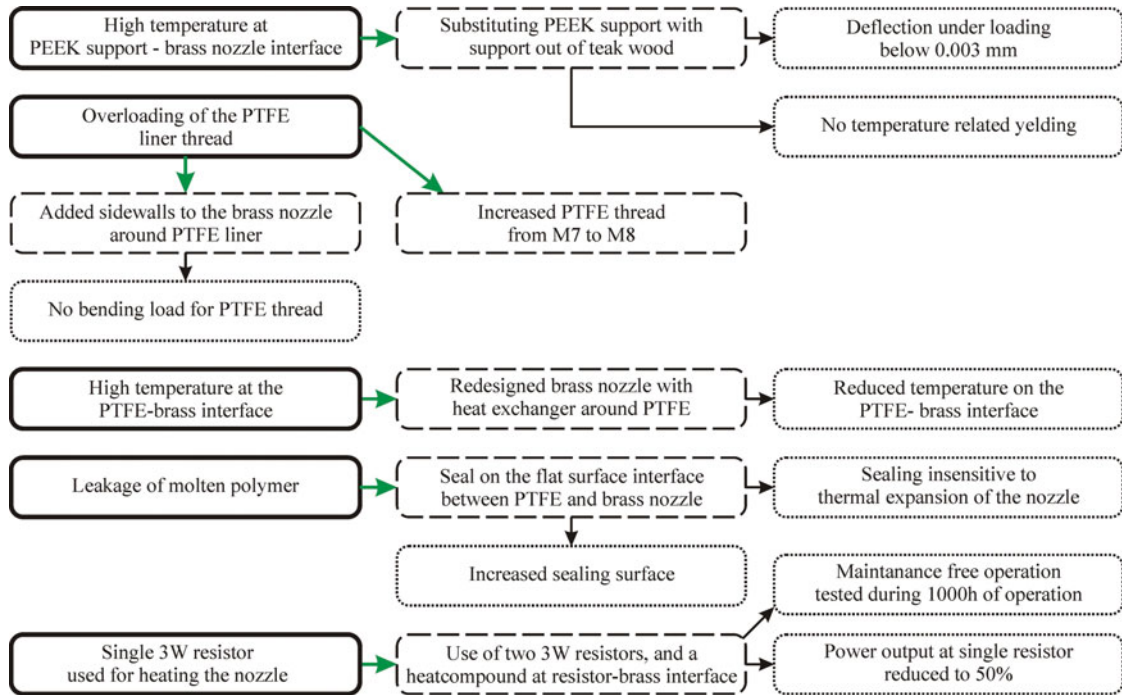 High temperature at
PEEK support - brass nozzle interface
Substituting PEEK support with
support out of teak wood
Deflection under loading
below 0.003 mm
No temperature related yelding
Overloading of the PTFE
liner thread
Added sidewalls to the brass nozzle
around PTFE liner
Increased PTFE thread
from M7 to M8
No bending load for PTFE thread
High temperature at the
PTFE-brass interface
Redesigned brass nozzle with
heat exchanger around PTFE
Reduced temperature on the
PTFE- brass interface
Leakage of molten polymer
Seal on the flat surface interface
between PTFE and brass nozzle
Sealing insensitive to
thermal expansion of the nozzle
Increased sealing surface
Maintanance free operation
tested during 1000h of operation
Single 3W resistor
used for heating the nozzle
Use of two 3W resistors, and a
heatcompound at resistor-brass interface
Power output at single resistor
reduced to 50%